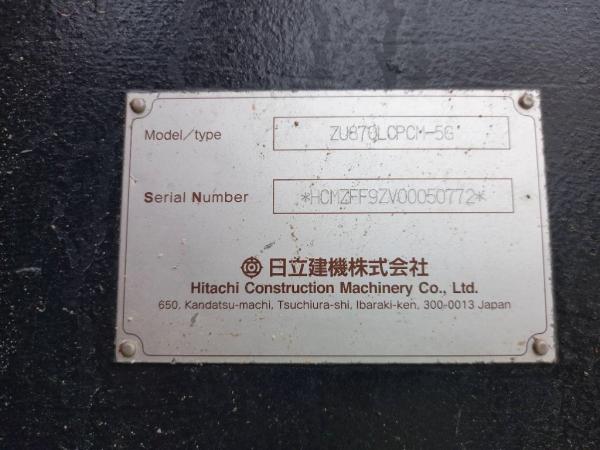 Model/type ZU870LCPCM-5G
Serial Number *HCMZFF9ZV00050772*
日立建機株式会社
Hitachi Construction Machinery Co., Ltd.
650, Kandatsu-machi, Tsuchiura-shi, Ibaraki-ken, 300-0013 Japan